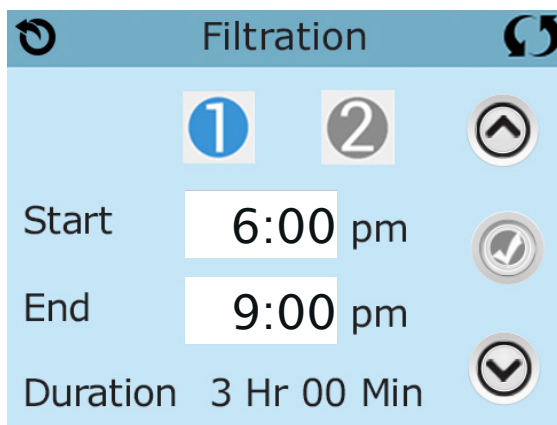 Filtration
1 2
Start 6:00 pm
End 9:00 pm
Duration 3 Hr 00 Min